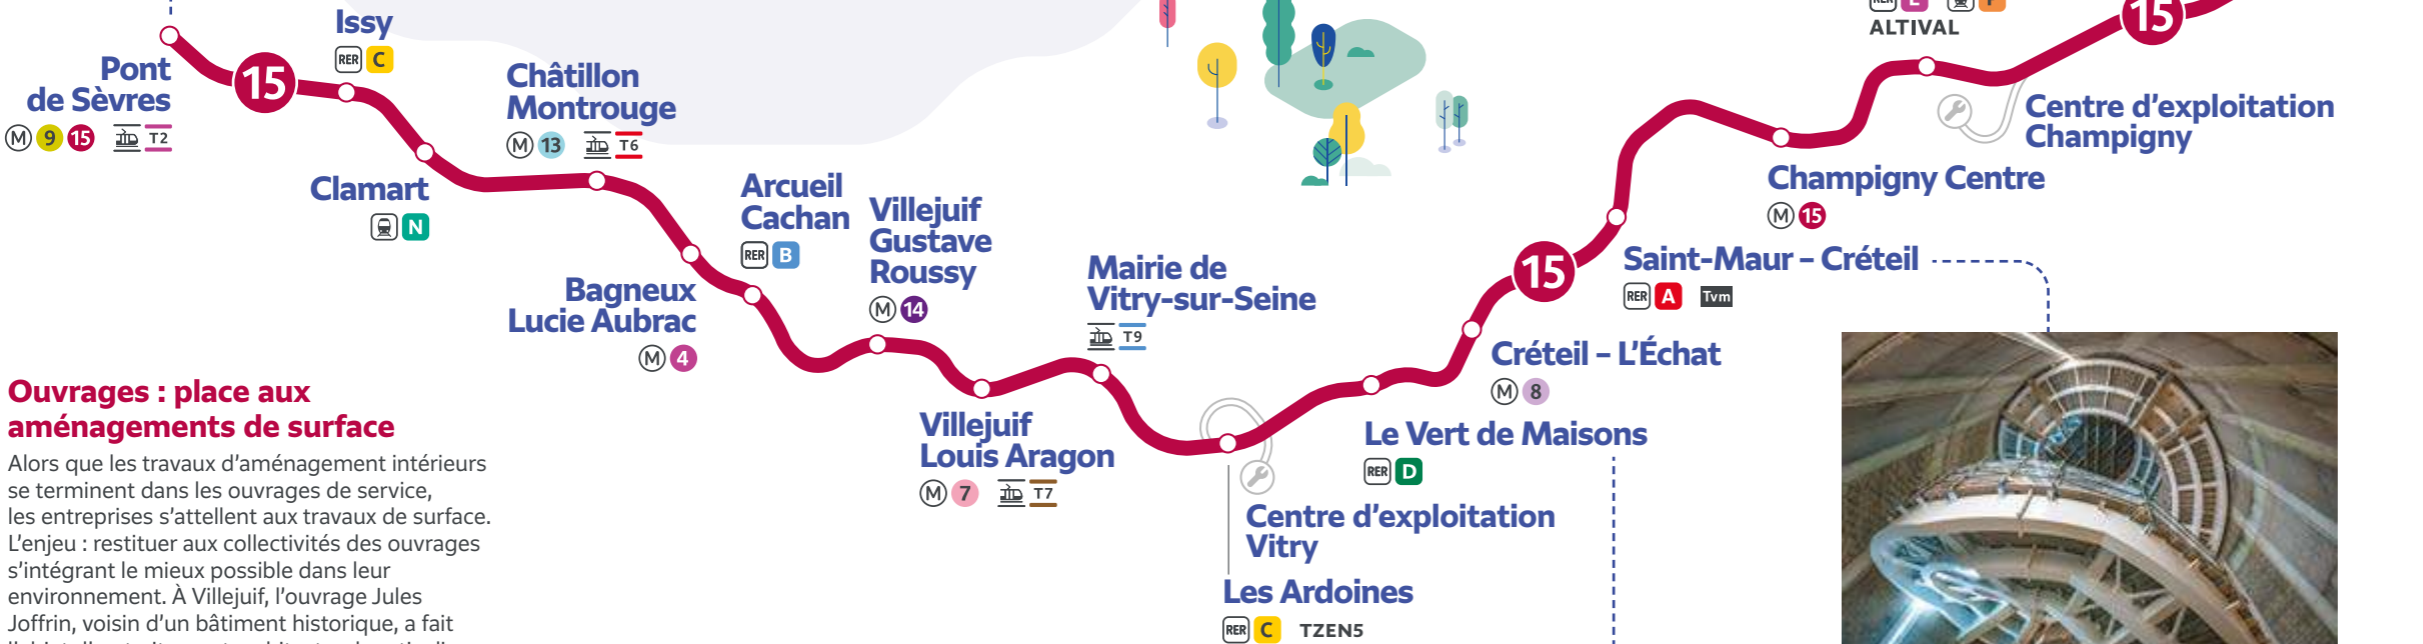 Issy
RER C
Pont
de Sèvres
M 9 15 T2
15
Châtillon
Montrouge
M 13 T6
Clamart
N
Arcueil
Cachan
RER B
Villejuif
Gustave
Roussy
M 14
Bagneux
Lucie Aubrac
M 4
Mairie de
Vitry-sur-Seine
T9
Villejuif
Louis Aragon
M 7 T7
Centre d'exploitation
Vitry
Les Ardoines
RER C TZEN5
Le Vert de Maisons
RER D
Créteil – L'Échat
M 8
15
Saint-Maur – Créteil
RER A Tvm
Champigny Centre
M 15
Centre d'exploitation
Champigny
ALTIVAL
15
Ouvrages : place aux
aménagements de surface
Alors que les travaux d'aménagement intérieurs
se terminent dans les ouvrages de service,
les entreprises s'attellent aux travaux de surface.
L'enjeu : restituer aux collectivités des ouvrages
s'intégrant le mieux possible dans leur
environnement. À Villejuif, l'ouvrage Jules
Joffrin, voisin d'un bâtiment historique, a fait